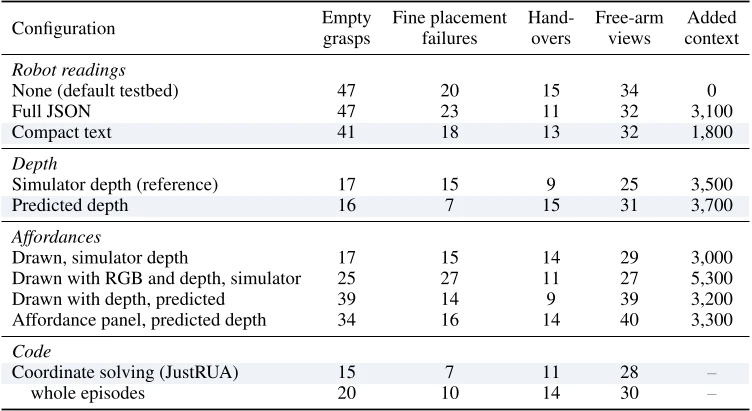 Configuration Empty grasps Fine placement failures Hand-overs Free-arm views Added context
Robot readings
None (default testbed) 47 20 15 34 0
Full JSON 47 23 11 32 3,100
Compact text 41 18 13 32 1,800
Depth
Simulator depth (reference) 17 15 9 25 3,500
Predicted depth 16 7 15 31 3,700
Affordances
Drawn, simulator depth 17 15 14 29 3,000
Drawn with RGB and depth, simulator 25 27 11 27 5,300
Drawn with depth, predicted 39 14 9 39 3,200
Affordance panel, predicted depth 34 16 14 40 3,300
Code
Coordinate solving (JustRUA) 15 7 11 28 –
whole episodes 20 10 14 30 –